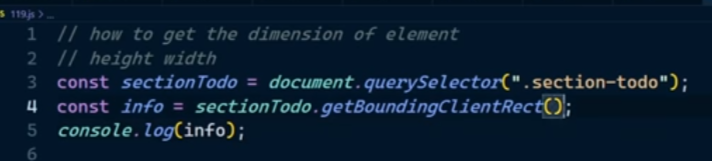 119.js > ...
1 // how to get the dimension of element
2 // height width
3 const sectionTodo = document.querySelector(".section-todo");
4 const info = sectionTodo.getBoundingClientRect();
5 console.log(info);
6